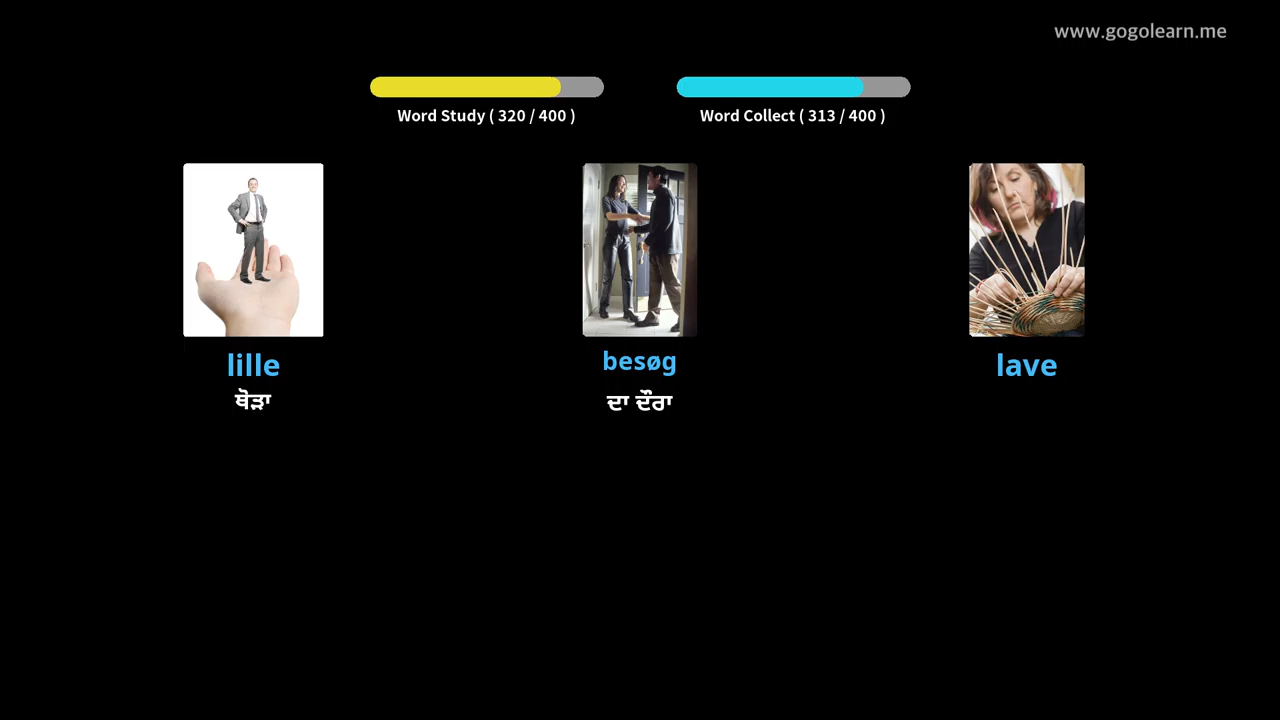 www.gogolearn.me
Word Study ( 320 / 400 )
Word Collect ( 313 / 400 )
lille
besøg
lave
ਥੋੜਾ
ਦਾ ਦੌਰਾ